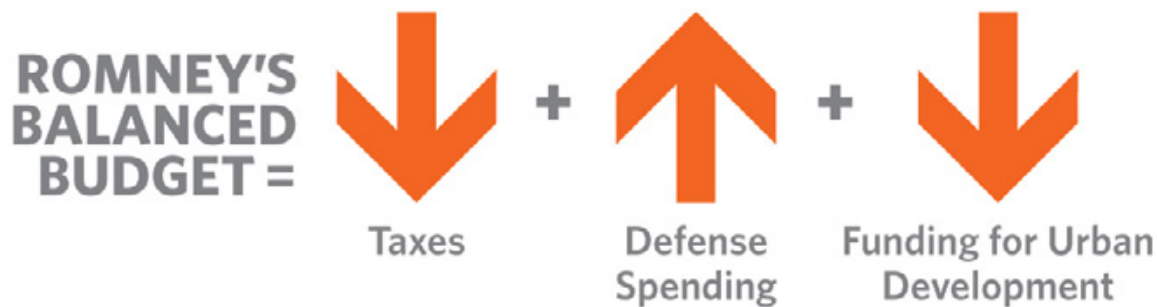 ROMNEY'S
BALANCED
BUDGET =
+
+
Taxes
Defense
Spending
Funding for Urban
Development